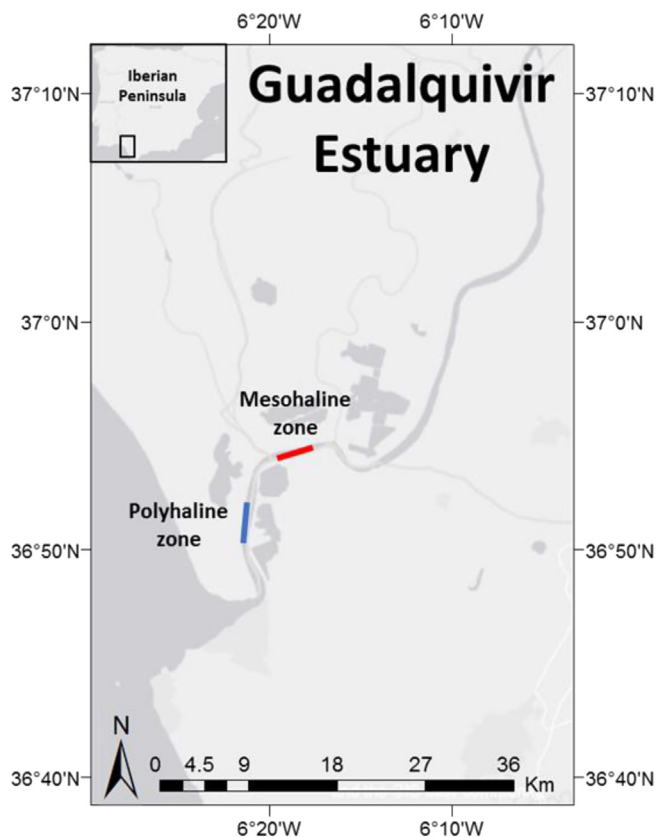 6°20'W 6°10'W
Iberian
Peninsula
Guadalquivir
Estuary
37°10'N 37°10'N
37°0'N 37°0'N
Mesohaline
zone
Polyhaline
zone
36°50'N 36°50'N
N
0 4.5 9 18 27 36
Km
36°40'N 36°40'N
6°20'W 6°10'W